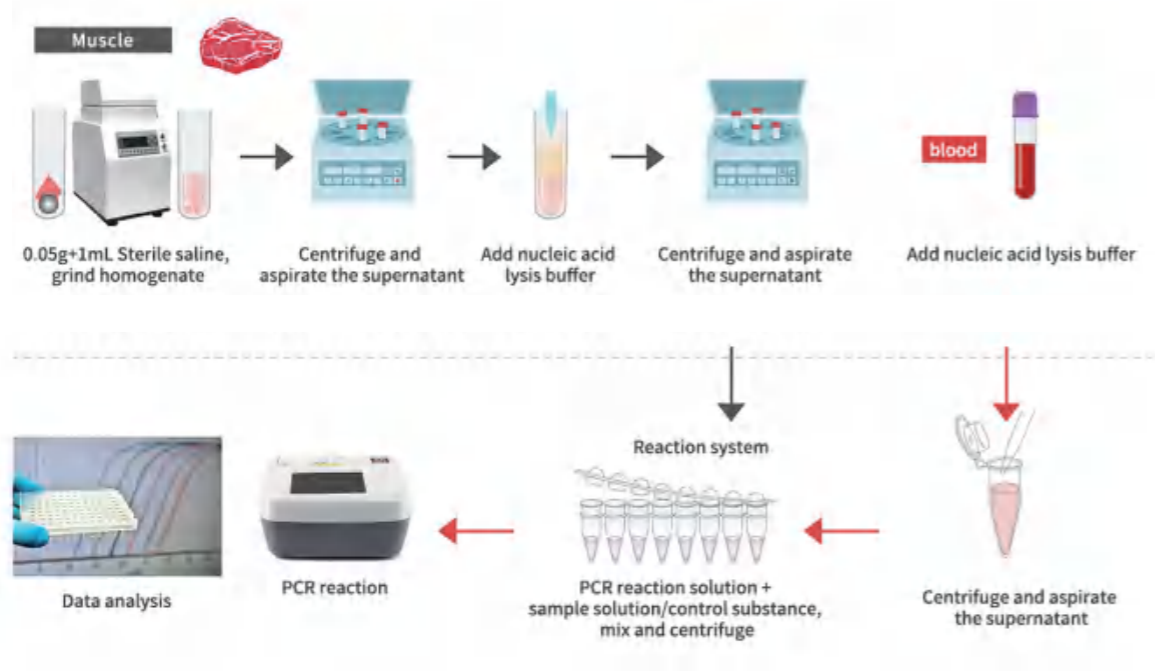 Muscle
blood
0.05g+1mL Sterile saline,
grind homogenate
Centrifuge and
aspirate the supernatant
Add nucleic acid
lysis buffer
Centrifuge and aspirate
the supernatant
Add nucleic acid lysis buffer
Reaction system
Data analysis
PCR reaction
PCR reaction solution +
sample solution/control substance,
mix and centrifuge
Centrifuge and aspirate
the supernatant